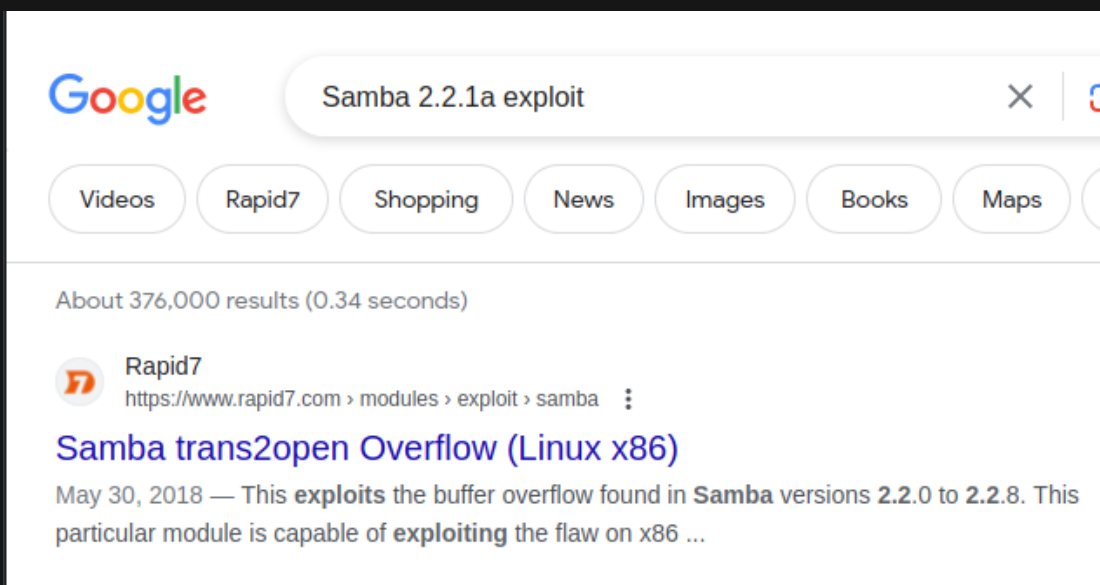 Google
Samba 2.2.1a exploit
Videos Rapid7 Shopping News Images Books Maps
About 376,000 results (0.34 seconds)
Rapid7
https://www.rapid7.com › modules › exploit › samba
Samba trans2open Overflow (Linux x86)
May 30, 2018 — This exploits the buffer overflow found in Samba versions 2.2.0 to 2.2.8. This
particular module is capable of exploiting the flaw on x86 ...